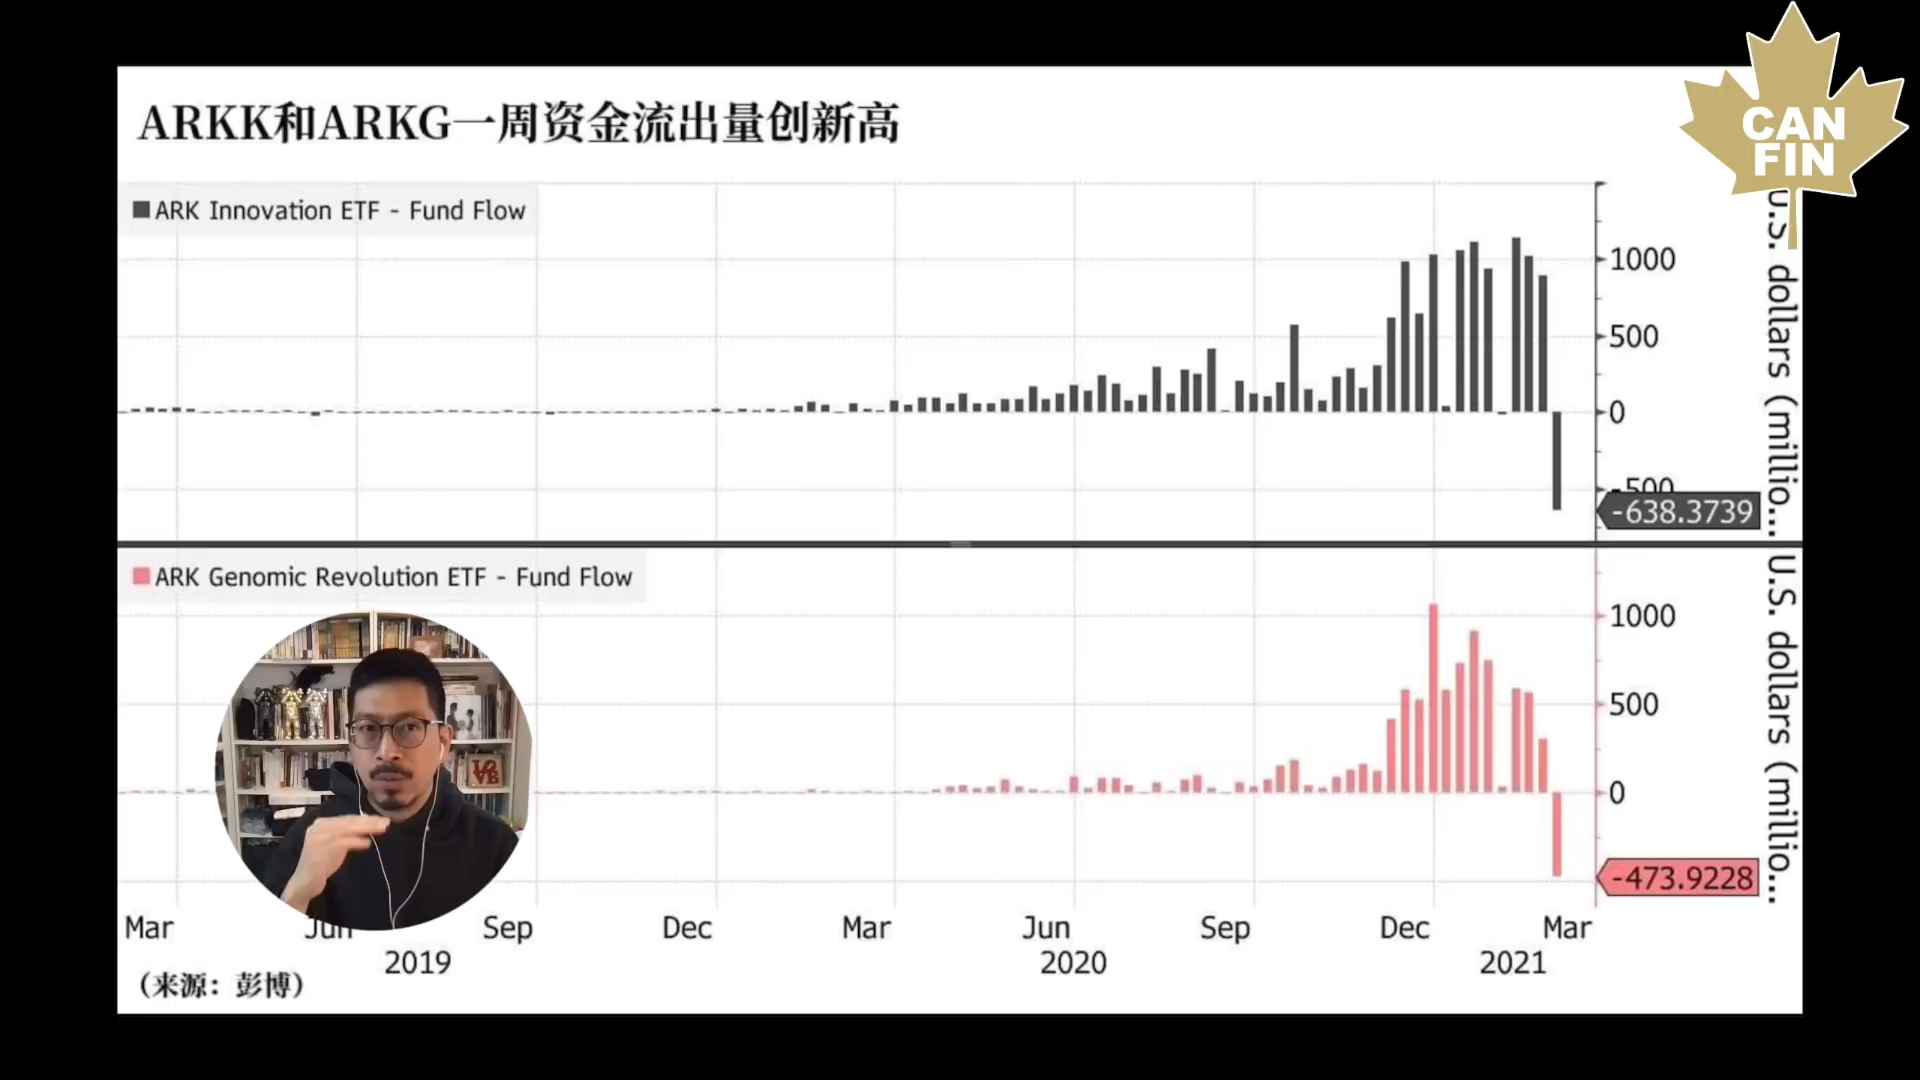 CAN
FIN
ARKK和ARKG一周资金流出量创新高
ARK Innovation ETF - Fund Flow
1000
500
0
-500
-638.3739
U.S. dollars (millio...
ARK Genomic Revolution ETF - Fund Flow
1000
500
0
-473.9228
U.S. dollars (millio...
LOVE
Mar Jun Sep Dec Mar Jun Sep Dec Mar
2019 2020 2021
(来源：彭博)